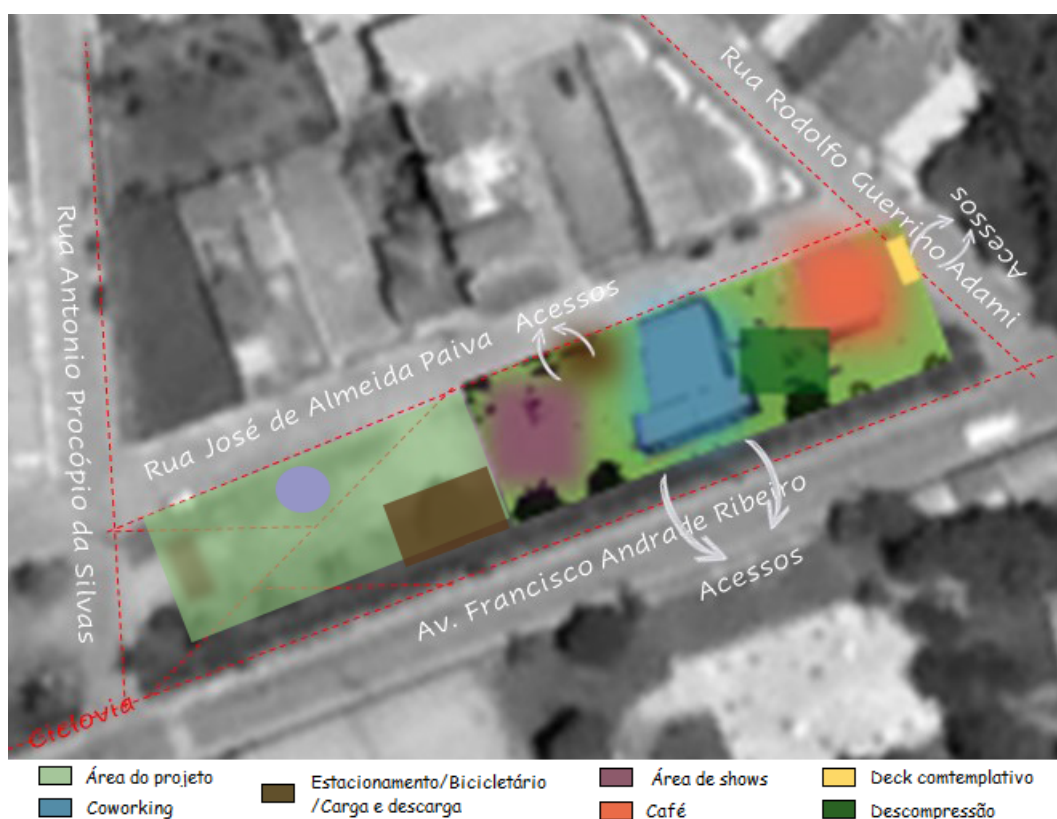 Rua Rodolfo Guerrino Adami
Acessos
Rua Antonio Procópio da Silvas
Acessos
Rua José de Almeida Paiva
Av. Francisco Andrade Ribeiro
Acessos
Ciclovia
Área do projeto
Coworking
Estacionamento/Bicicletário
/Carga e descarga
Área de shows
Café
Deck comtemplativo
Descompressão